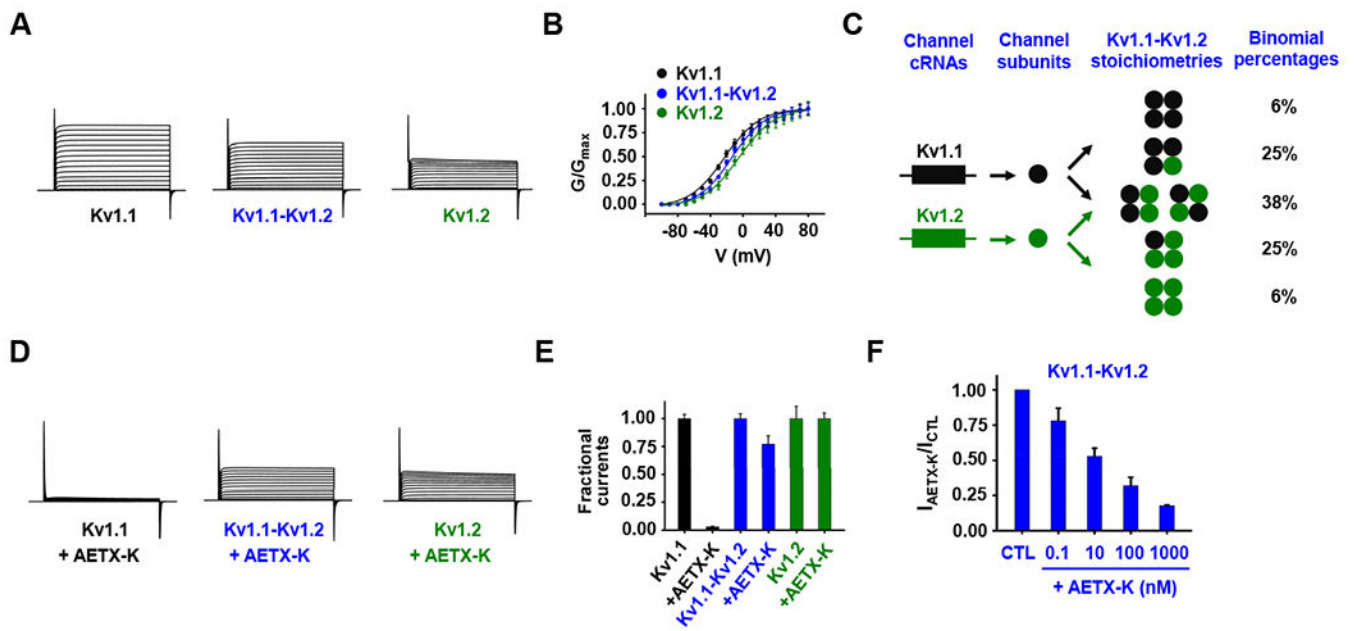 A
Kv1.1
Kv1.1-Kv1.2
Kv1.2
B
Kv1.1
Kv1.1-Kv1.2
Kv1.2
1.00
0.75
0.50
0.25
0.00
G/Gmax
-80 -40 0 40 80
V (mV)
C
Channel cRNAs
Channel subunits
Kv1.1-Kv1.2 stoichiometries
Binomial percentages
Kv1.1
Kv1.2
6%
25%
38%
25%
6%
D
Kv1.1
+ AETX-K
Kv1.1-Kv1.2
+ AETX-K
Kv1.2
+ AETX-K
E
Fractional
currents
1.00
0.75
0.50
0.25
0.00
Kv1.1
+AETX-K
Kv1.1-Kv1.2
+AETX-K
Kv1.2
+AETX-K
F
Kv1.1-Kv1.2
IAETX-K/ICTL
1.00
0.75
0.50
0.25
0.00
CTL 0.1 10 100 1000
+ AETX-K (nM)